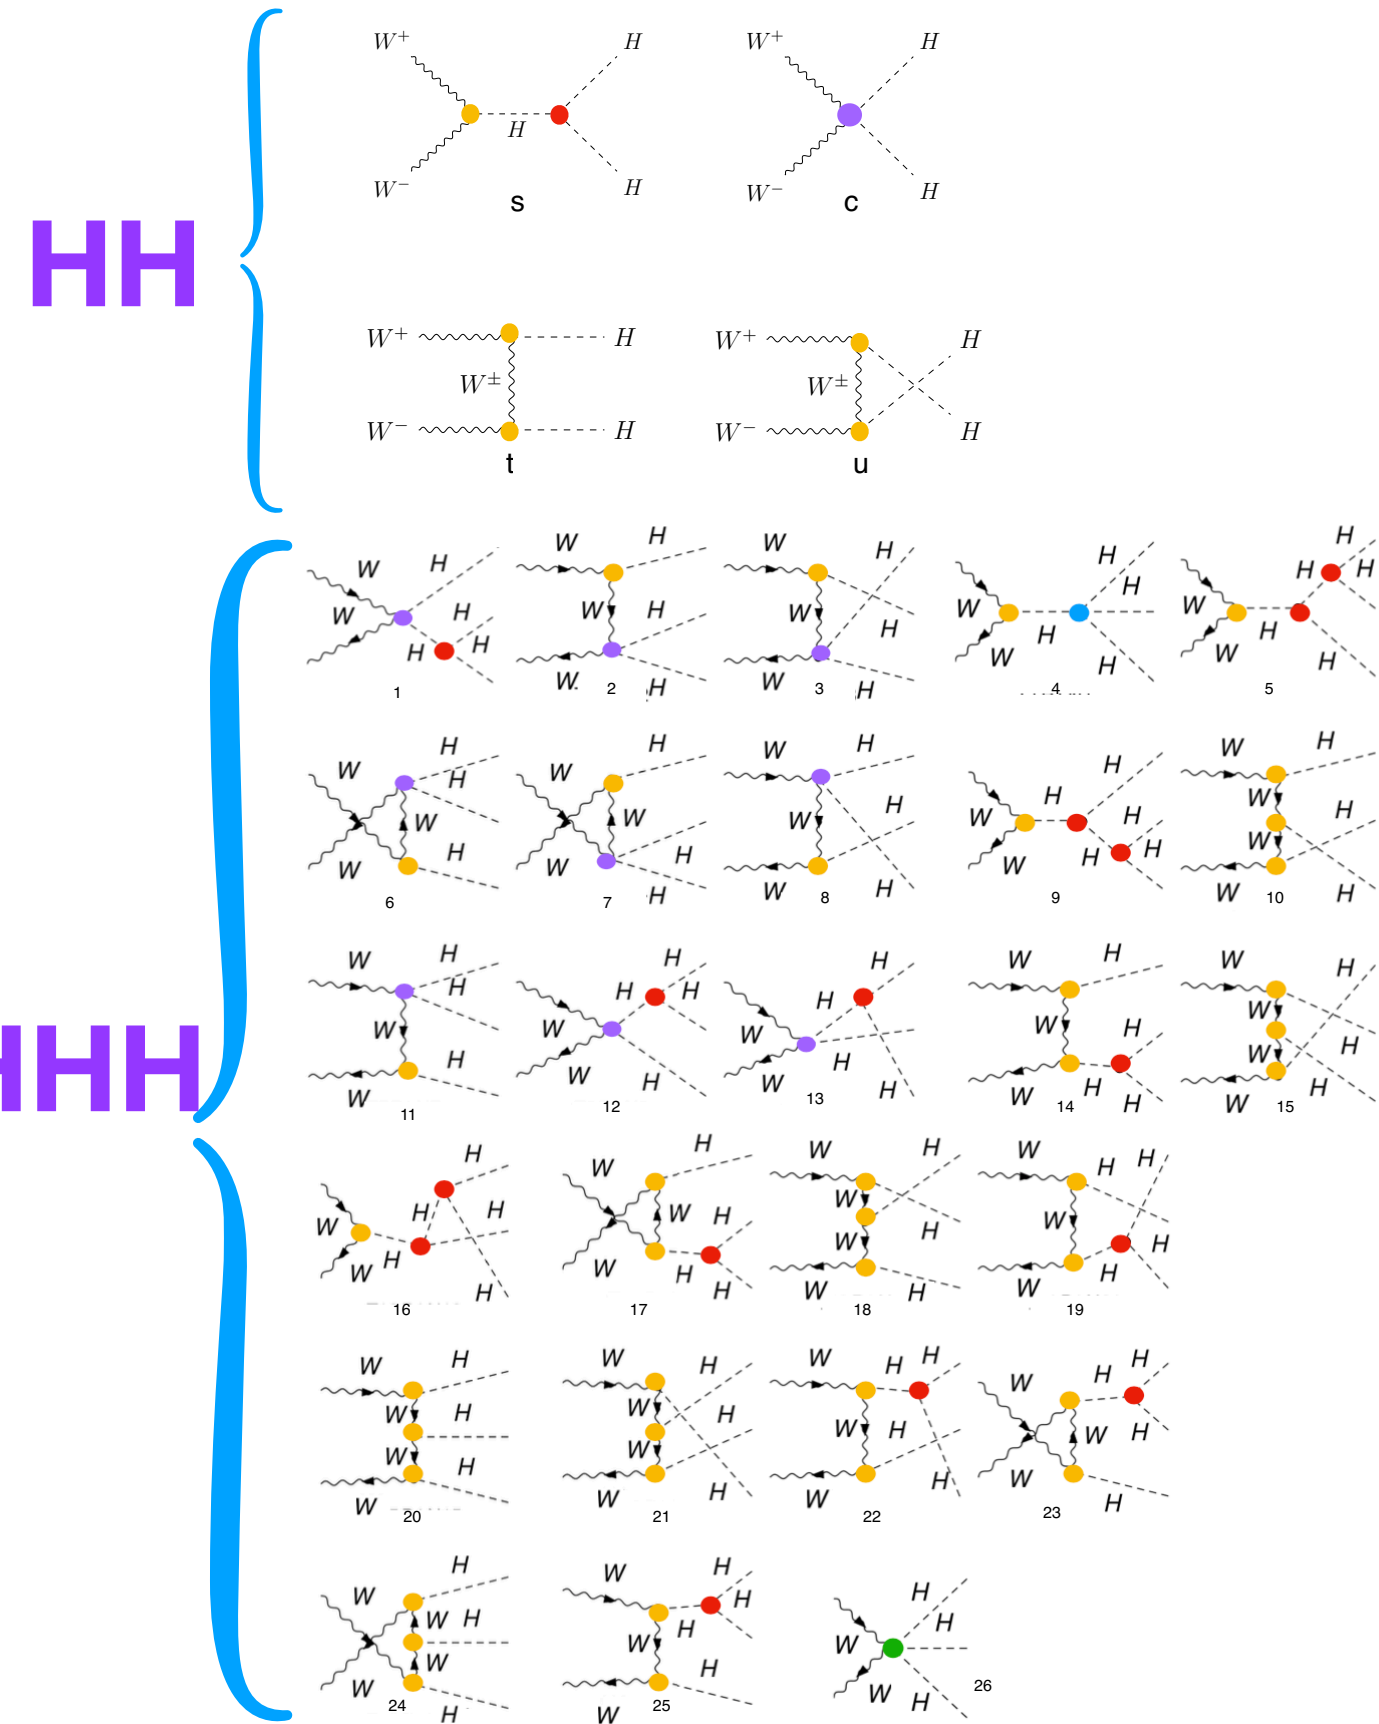 HH
W⁺ H W⁺ H
H
W⁻ H W⁻ H
s c
W⁺ H W⁺ H
W± W±
W⁻ H W⁻ H
t u
HHH
W H W H H W W H W H H H W H H H H W H H
1 2 3 4 5
W W H H W H W W H W H H W H H W H W H H H H W W W H H W H
6 7 8 9 10
W H H W H W H H H W W H H W H W H H W H W H H W H W W H W H
11 12 13 14 15
W H H W H H H W H W W H H H W H W H W W H W H H W H H W H
16 17 18 19
W H W H W H W W H W H W H W H H W H W H H W H W W H
20 21 22 23
W H W H W W H W H W H H W H W H H W W H
24 25 26